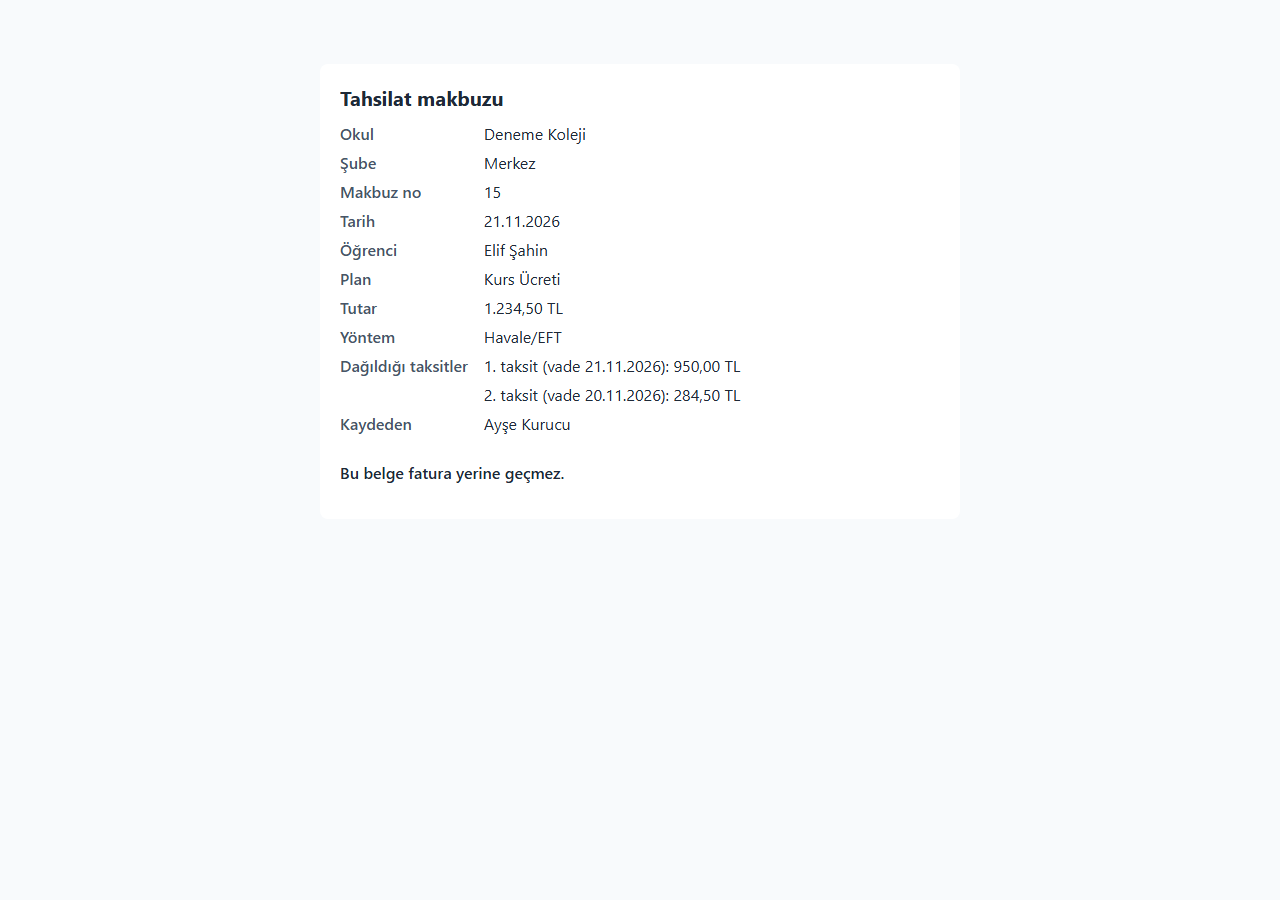 Tahsilat makbuzu
Okul Deneme Koleji
Şube Merkez
Makbuz no 15
Tarih 21.11.2026
Öğrenci Elif Şahin
Plan Kurs Ücreti
Tutar 1.234,50 TL
Yöntem Havale/EFT
Dağıldığı taksitler 1. taksit (vade 21.11.2026): 950,00 TL
2. taksit (vade 20.11.2026): 284,50 TL
Kaydeden Ayşe Kurucu
Bu belge fatura yerine geçmez.